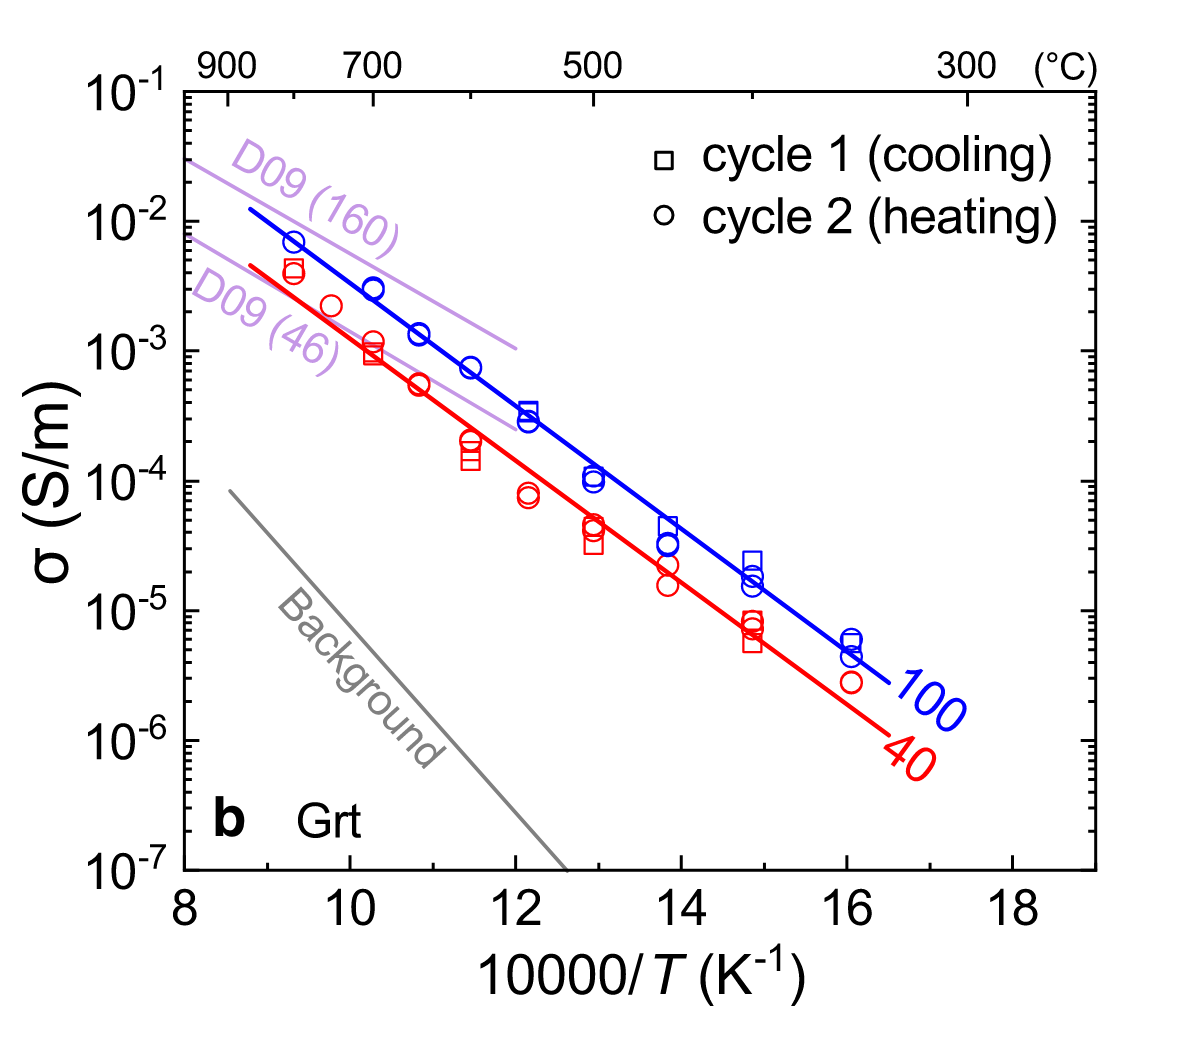 900 700 500 300 (°C)
10-1
10-2
10-3
10-4
10-5
10-6
10-7
σ (S/m)
cycle 1 (cooling)
cycle 2 (heating)
D09 (160)
D09 (46)
Background
100
40
b Grt
8 10 12 14 16 18
10000/T (K-1)